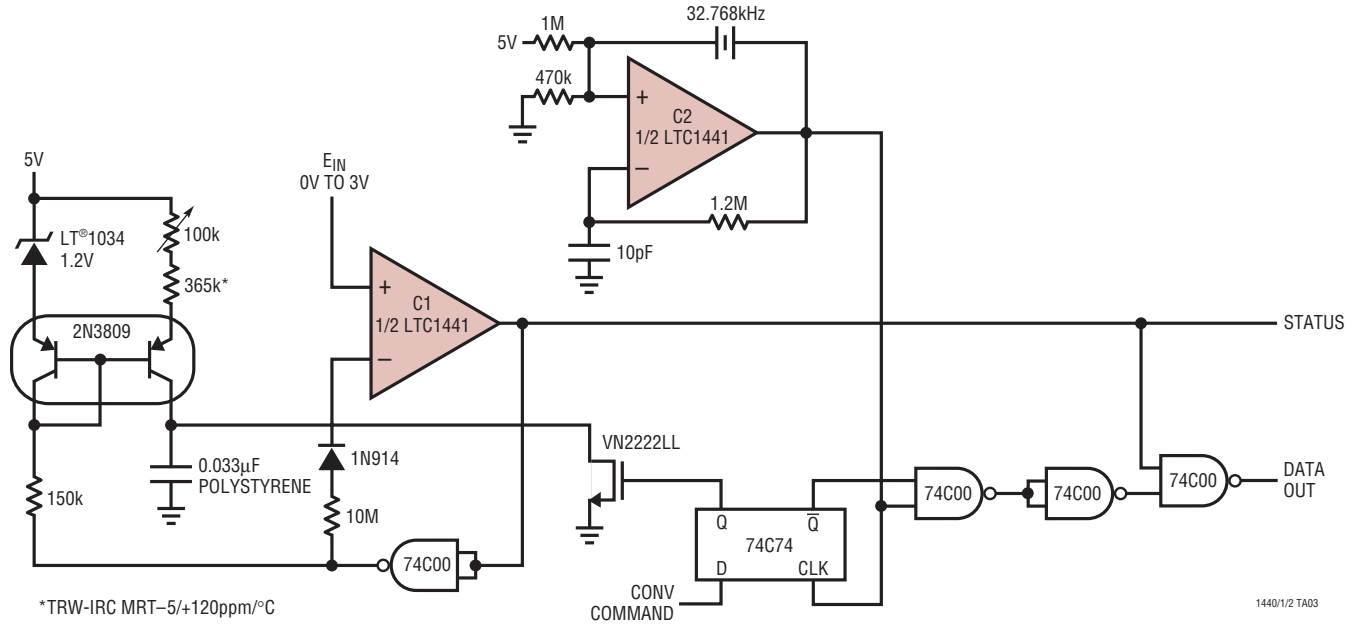 32.768kHz
1M
5V
470k
+
C2
1/2 LTC1441
–
1.2M
10pF
5V
LT®1034
1.2V
100k
365k*
2N3809
EIN
0V TO 3V
+
C1
1/2 LTC1441
–
STATUS
150k
0.033µF
POLYSTYRENE
1N914
10M
74C00
VN2222LL
Q
Q̅
74C74
D
CLK
CONV
COMMAND
74C00
74C00
74C00
DATA
OUT
*TRW-IRC MRT–5/+120ppm/°C
1440/1/2 TA03